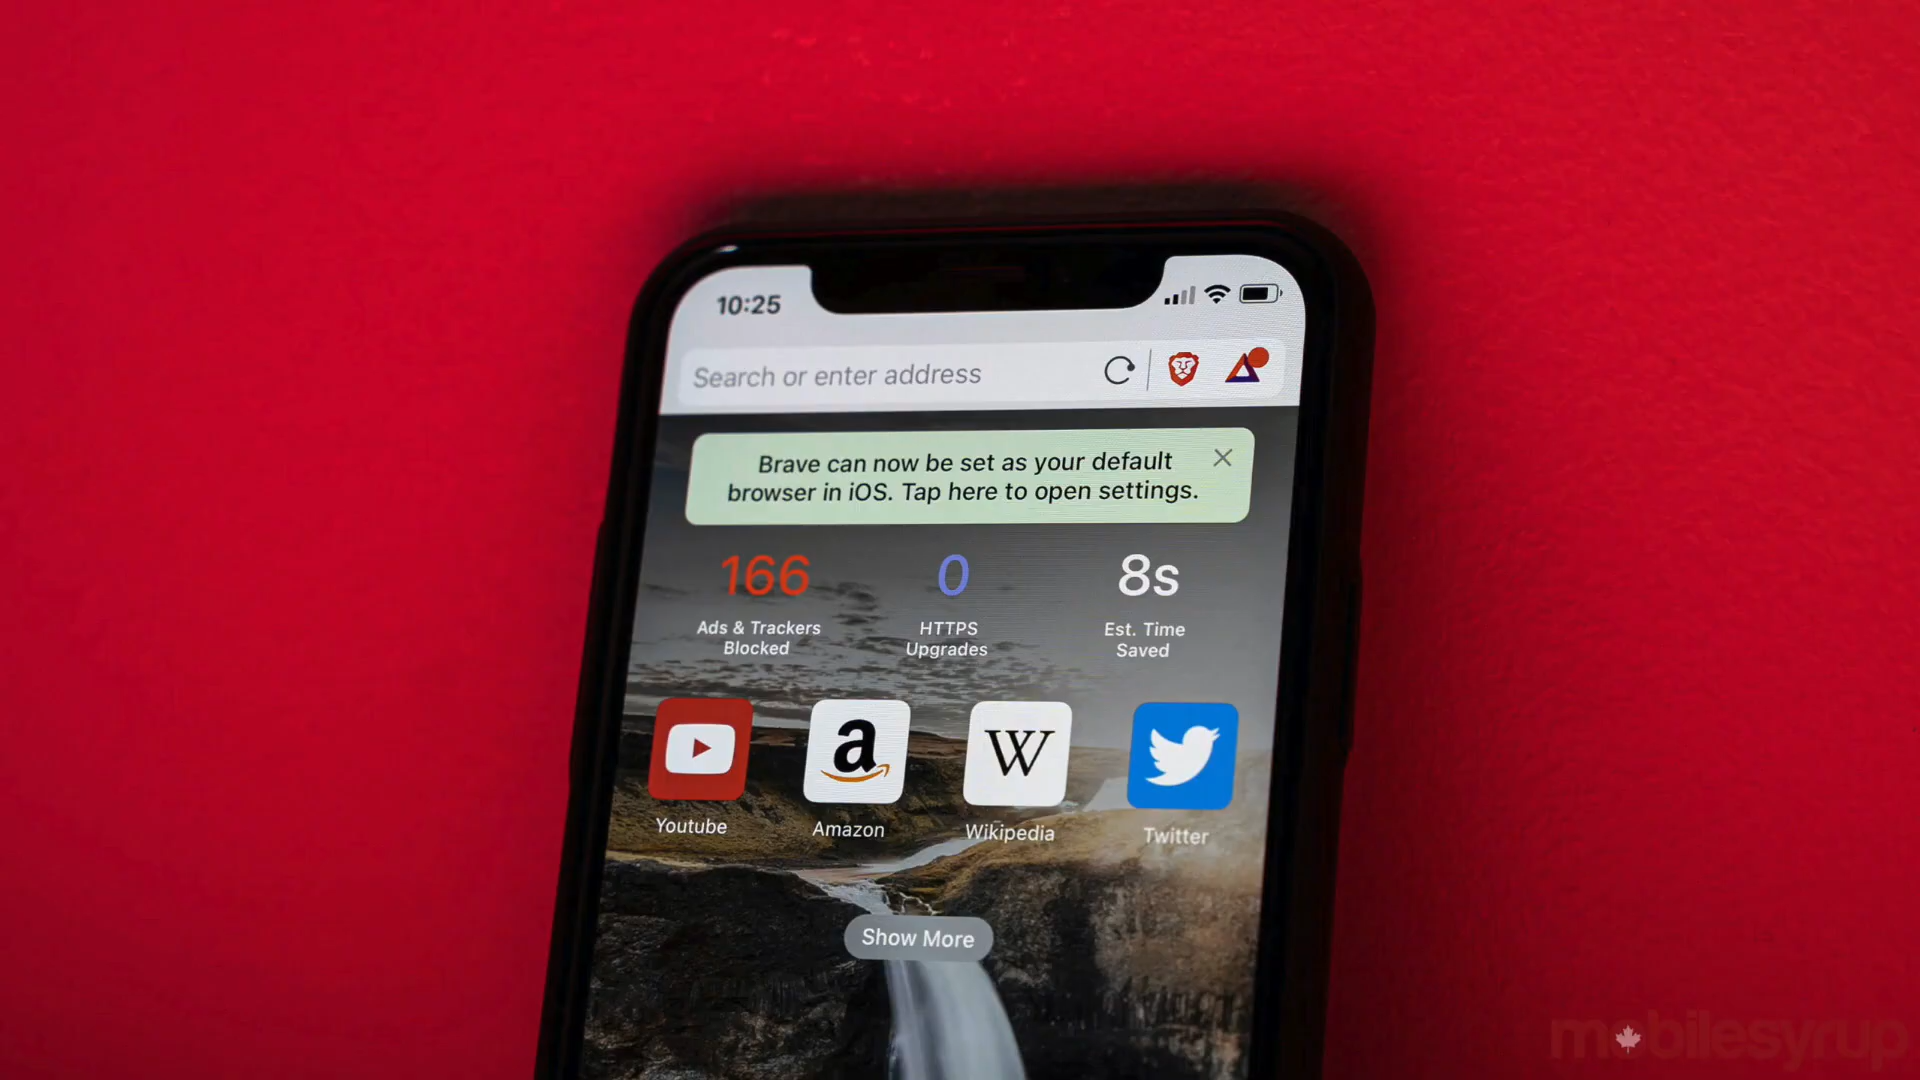 10:25
Search or enter address
Brave can now be set as your default
browser in iOS. Tap here to open settings.
166 0 8s
Ads & Trackers HTTPS Est. Time
Blocked Upgrades Saved
a W
Youtube Amazon Wikipedia Twitter
Show More
mobilesyrup